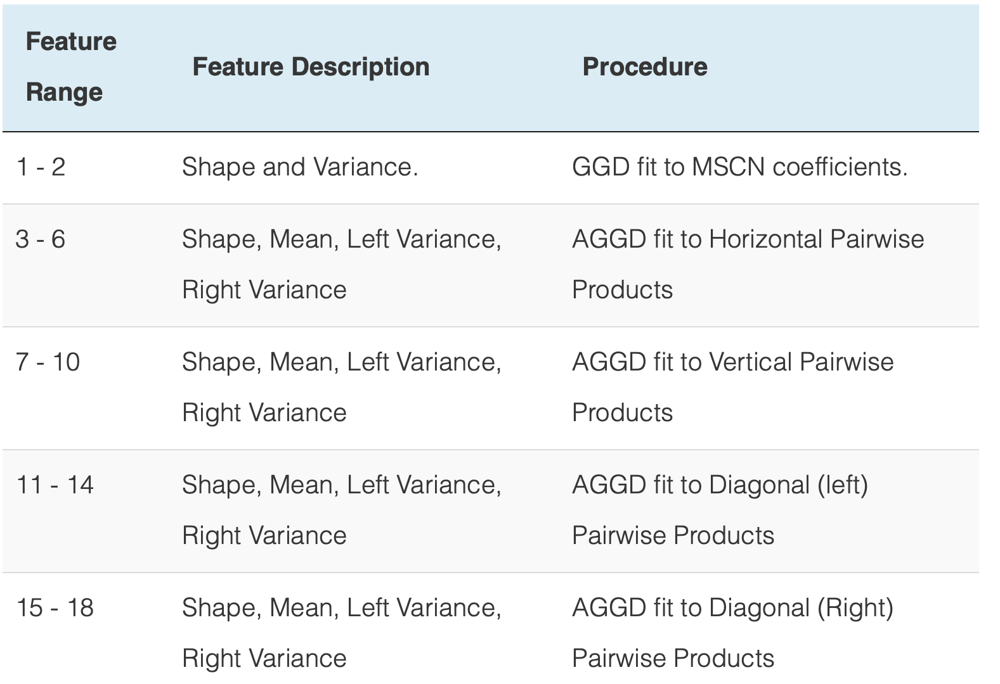 Feature
Range
Feature Description
Procedure
1 - 2
Shape and Variance.
GGD fit to MSCN coefficients.
3 - 6
Shape, Mean, Left Variance,
Right Variance
AGGD fit to Horizontal Pairwise
Products
7 - 10
Shape, Mean, Left Variance,
Right Variance
AGGD fit to Vertical Pairwise
Products
11 - 14
Shape, Mean, Left Variance,
Right Variance
AGGD fit to Diagonal (left)
Pairwise Products
15 - 18
Shape, Mean, Left Variance,
Right Variance
AGGD fit to Diagonal (Right)
Pairwise Products